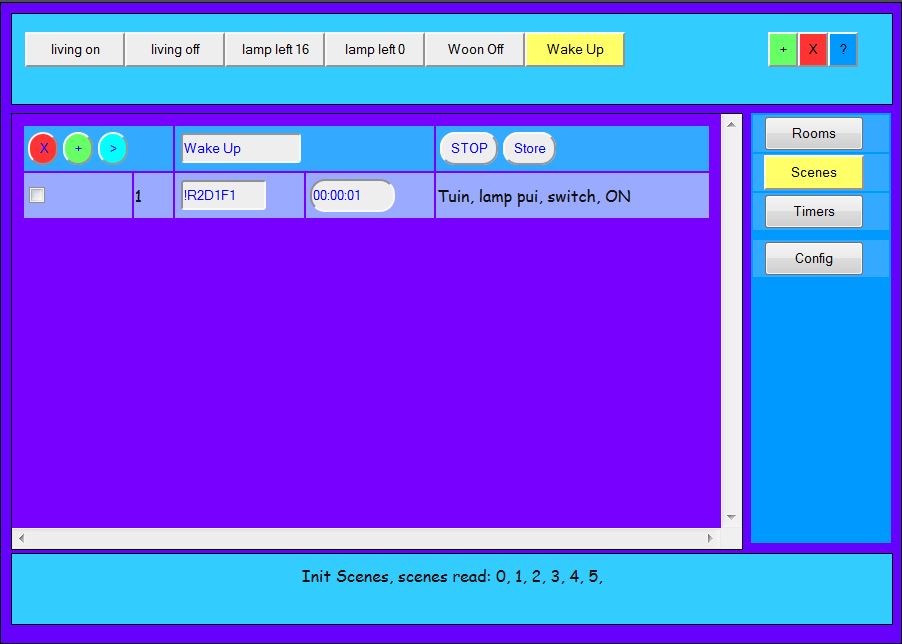 living on living off lamp left 16 lamp left 0 Woon Off Wake Up + X ?
X + > Wake Up STOP Store
1 !R2D1F1 00:00:01 Tuin, lamp pui, switch, ON
Rooms
Scenes
Timers
Config
Init Scenes, scenes read: 0, 1, 2, 3, 4, 5,